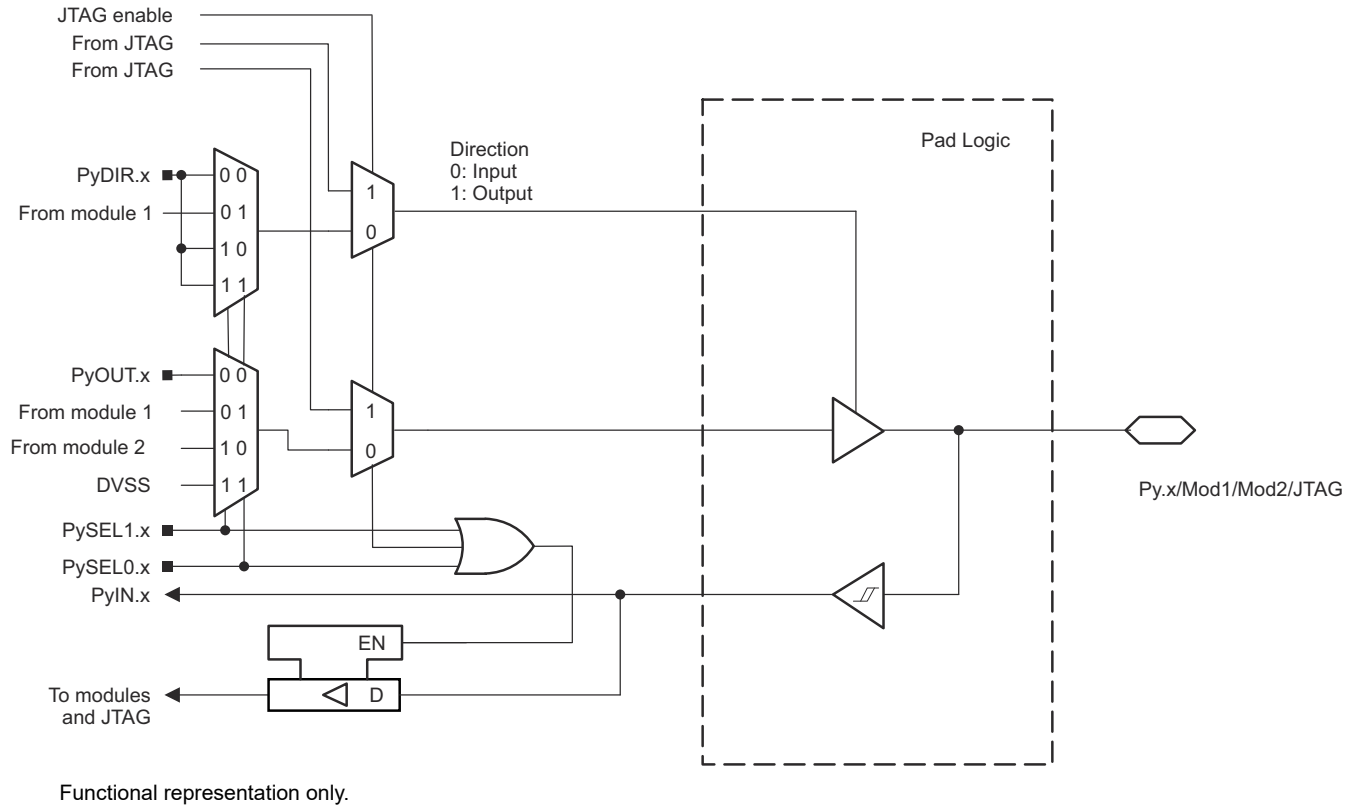 JTAG enable
From JTAG
From JTAG
Pad Logic
Direction
0: Input
1: Output
PyDIR.x
0 0
From module 1
0 1
1 0
1 1
1
0
PyOUT.x
0 0
From module 1
0 1
From module 2
1 0
DVSS
1 1
1
0
Py.x/Mod1/Mod2/JTAG
PySEL1.x
PySEL0.x
PyIN.x
EN
D
To modules
and JTAG
Functional representation only.